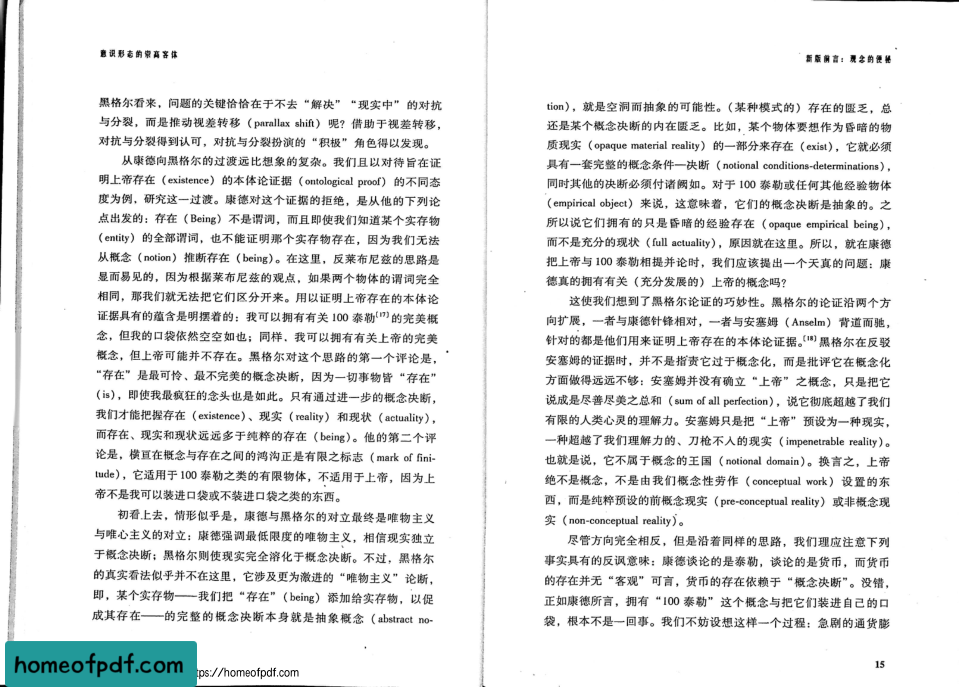 意识形态的崇高客体
黑格尔看来，问题的关键恰恰在于不去“解决”“现实中”的对抗
与分裂，而是推动视差转移（parallax shift）呢？借助于视差转移，
对抗与分裂得到认可，对抗与分裂扮演的“积极”角色得以发现。
从康德向黑格尔的过渡远比想象的复杂。我们且以对待旨在证
明上帝存在（existence）的本体论证据（ontological proof）的不同态
度为例，研究这一过渡。康德对这个证据的拒绝，是从他的下列论
点出发的：存在（Being）不是谓词，而且即使我们知道某个实存物
（entity）的全部谓词，也不能证明那个实存物存在，因为我们无法
从概念（notion）推断存在（being）。在这里，反莱布尼兹的思路是
显而易见的，因为根据莱布尼兹的观点，如果两个物体的谓词完全
相同，那我们就无法把它们区分开来。用以证明上帝存在的本体论
证据具有的蕴含是明摆着的：我可以拥有有关 100 泰勒[17]的完美概
念，但我的口袋依然空空如也；同样，我可以拥有有关上帝的完美
概念，但上帝可能并不存在。黑格尔对这个思路的第一个评论是，
“存在”是最可怜、最不完美的概念决断，因为一切事物皆“存在”
（is），即使我最疯狂的念头也是如此。只有通过进一步的概念决断，
我们才能把握存在（existence）、现实（reality）和现状（actuality），
而存在、现实和现状远远多于纯粹的存在（being）。他的第二个评
论是，横亘在概念与存在之间的鸿沟正是有限之标志（mark of fini-
tude），它适用于 100 泰勒之类的有限物体，不适用于上帝，因为上
帝不是我可以装进口袋或不装进口袋之类的东西。
初看上去，情形似乎是，康德与黑格尔的对立最终是唯物主义
与唯心主义的对立：康德强调最低限度的唯物主义，相信现实独立
于概念决断；黑格尔则使现实完全溶化于概念决断。不过，黑格尔
的真实看法似乎并不在这里，它涉及更为激进的“唯物主义”论断，
即，某个实存物——我们把“存在”（being）添加给实存物，以促
成其存在——的完整的概念决断本身就是抽象概念（abstract no-
homeofpdf.com
tps://homeofpdf.com
新版前言：观念的便秘
tion），就是空洞而抽象的可能性。（某种模式的）存在的匮乏，总
还是某个概念决断的内在匮乏。比如，某个物体要想作为昏暗的物
质现实（opaque material reality）的一部分来存在（exist），它就必须
具有一套完整的概念条件—决断（notional conditions-determinations），
同时其他的决断必须付诸阙如。对于 100 泰勒或任何其他经验物体
（empirical object）来说，这意味着，它们的概念决断是抽象的。之
所以说它们拥有的只是昏暗的经验存在（opaque empirical being），
而不是充分的现状（full actuality），原因就在这里。所以，就在康德
把上帝与 100 泰勒相提并论时，我们应该提出一个天真的问题：康
德真的拥有有关（充分发展的）上帝的概念吗？
这使我们想到了黑格尔论证的巧妙性。黑格尔的论证沿两个方
向扩展，一者与康德针锋相对，一者与安塞姆（Anselm）背道而驰，
针对的都是他们用来证明上帝存在的本体论证据。[18]黑格尔在反驳
安塞姆的证据时，并不是指责它过于概念化，而是批评它在概念化
方面做得远远不够：安塞姆并没有确立“上帝”之概念，只是把它
说成是尽善尽美之总和（sum of all perfection），说它彻底超越了我们
有限的人类心灵的理解力。安塞姆只是把“上帝”预设为一种现实，
一种超越了我们理解力的、刀枪不入的现实（impenetrable reality）。
也就是说，它不属于概念的王国（notional domain）。换言之，上帝
绝不是概念，不是由我们概念性劳作（conceptual work）设置的东
西，而是纯粹预设的前概念现实（pre-conceptual reality）或非概念现
实（non-conceptual reality）。
尽管方向完全相反，但是沿着同样的思路，我们理应注意下列
事实具有的反讽意味：康德谈论的是泰勒，谈论的是货币，而货币
的存在并无“客观”可言，货币的存在依赖于“概念决断”。没错，
正如康德所言，拥有“100 泰勒”这个概念与把它们装进自己的口
袋，根本不是一回事。我们不妨设想这样一个过程：急剧的通货膨
15